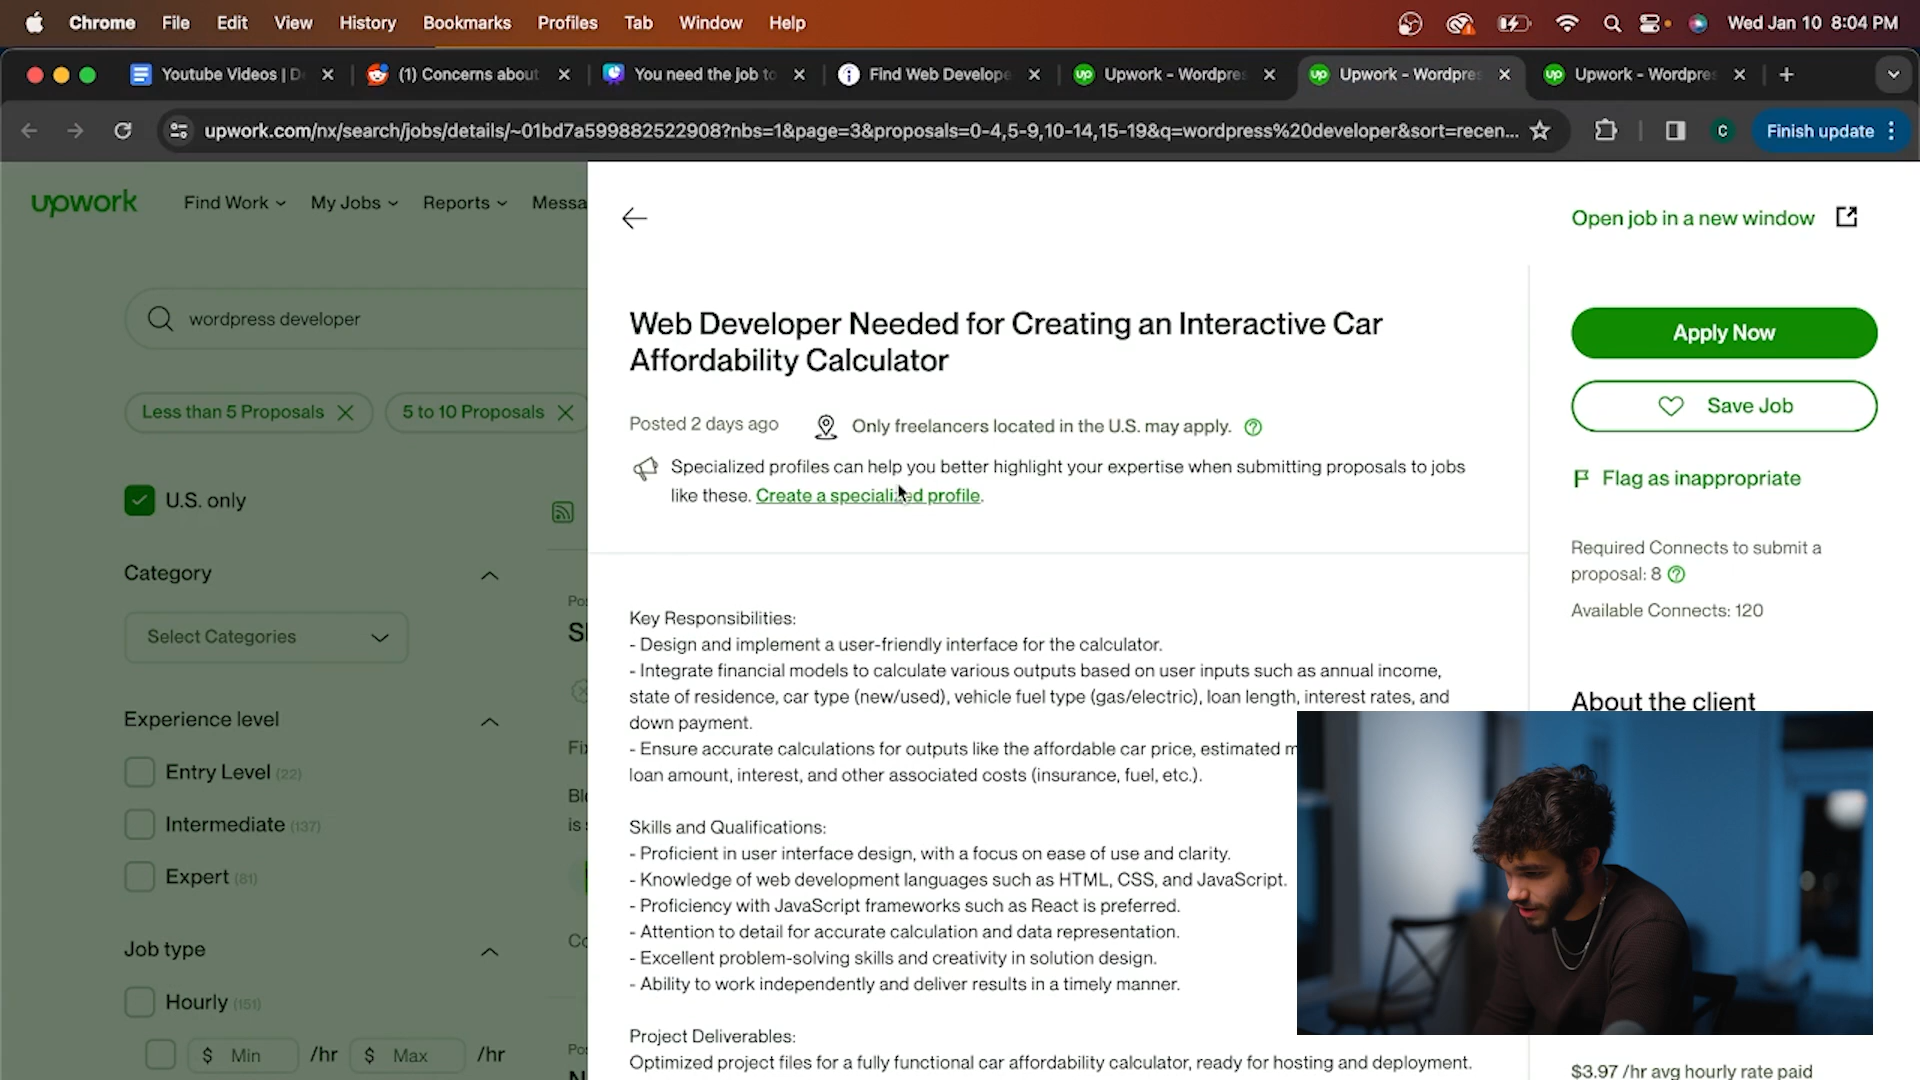 Chrome File Edit View History Bookmarks Profiles Tab Window Help Wed Jan 10 8:04 PM
Youtube Videos | D (1) Concerns about You need the job to Find Web Develope Upwork - Wordpres Upwork - Wordpres Upwork - Wordpres
upwork.com/nx/search/jobs/details/~01bd7a599882522908?nbs=1&page=3&proposals=0-4,5-9,10-14,15-19&q=wordpress%20developer&sort=recen... C Finish update
upwork Find Work My Jobs Reports Messa
Open job in a new window
wordpress developer
Less than 5 Proposals 5 to 10 Proposals
U.S. only
Category
Select Categories
Experience level
Entry Level (22)
Intermediate (137)
Expert (81)
Job type
Hourly (151)
$ Min /hr $ Max /hr
Web Developer Needed for Creating an Interactive Car
Affordability Calculator
Posted 2 days ago Only freelancers located in the U.S. may apply.
Specialized profiles can help you better highlight your expertise when submitting proposals to jobs
like these. Create a specialized profile.
Key Responsibilities:
- Design and implement a user-friendly interface for the calculator.
- Integrate financial models to calculate various outputs based on user inputs such as annual income,
state of residence, car type (new/used), vehicle fuel type (gas/electric), loan length, interest rates, and
down payment.
- Ensure accurate calculations for outputs like the affordable car price, estimated m
loan amount, interest, and other associated costs (insurance, fuel, etc.).
Skills and Qualifications:
- Proficient in user interface design, with a focus on ease of use and clarity.
- Knowledge of web development languages such as HTML, CSS, and JavaScript.
- Proficiency with JavaScript frameworks such as React is preferred.
- Attention to detail for accurate calculation and data representation.
- Excellent problem-solving skills and creativity in solution design.
- Ability to work independently and deliver results in a timely manner.
Project Deliverables:
Optimized project files for a fully functional car affordability calculator, ready for hosting and deployment.
Apply Now
Save Job
Flag as inappropriate
Required Connects to submit a
proposal: 8
Available Connects: 120
About the client
$3.97 /hr avg hourly rate paid